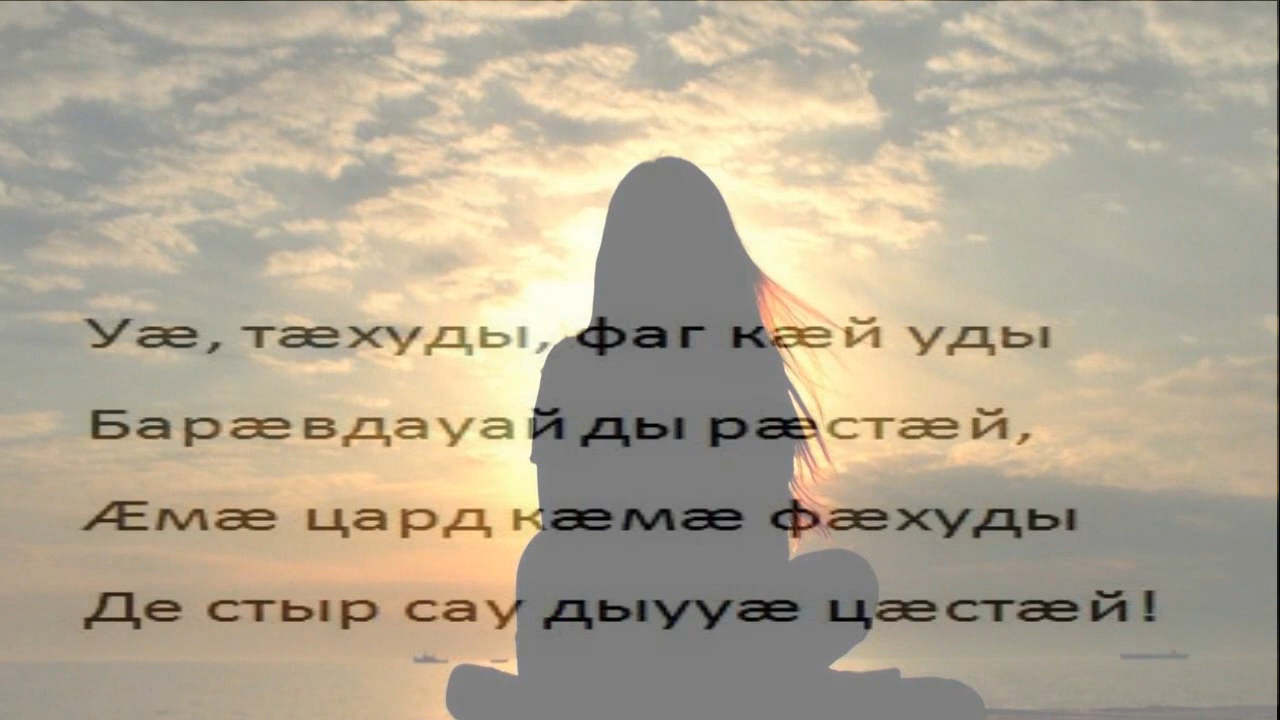 Уæ, тæхуды, фаг кæй уды
Барæвдауай ды рæстæй,
Æмæ цард кæмæ фæхуды
Де стыр сау дыууæ цæстæй!